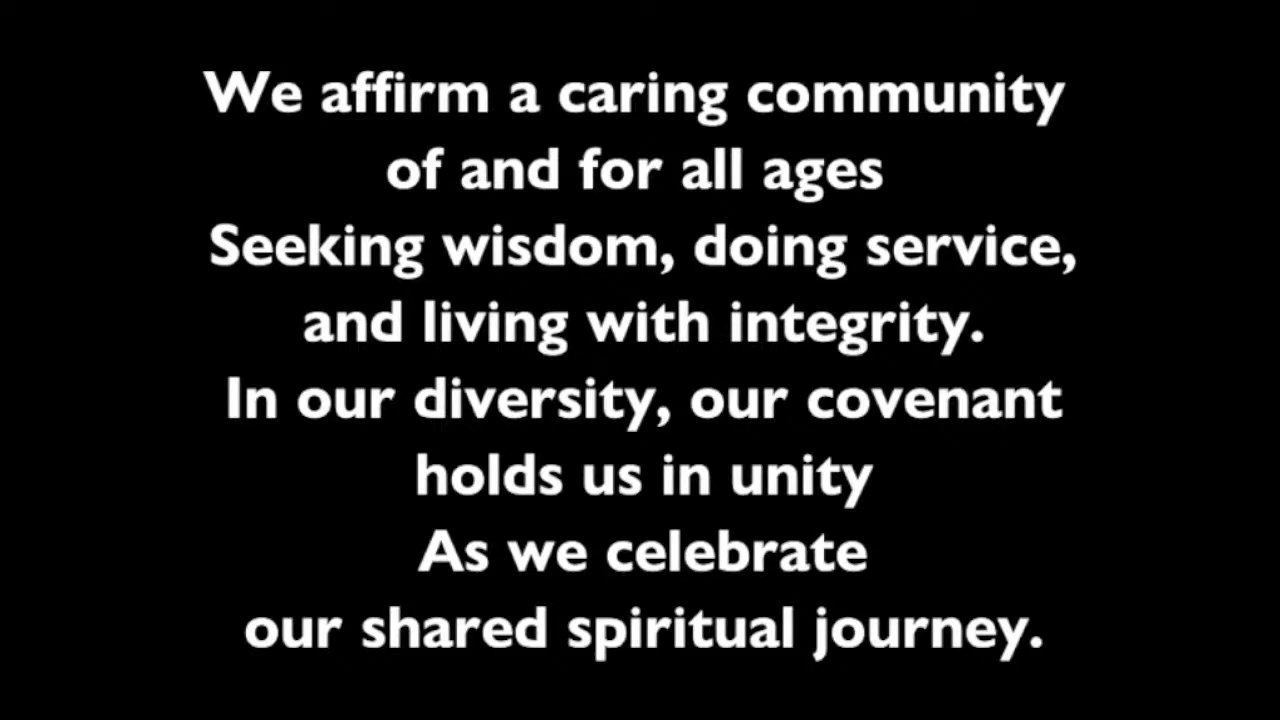 We affirm a caring community
of and for all ages
Seeking wisdom, doing service,
and living with integrity.
In our diversity, our covenant
holds us in unity
As we celebrate
our shared spiritual journey.